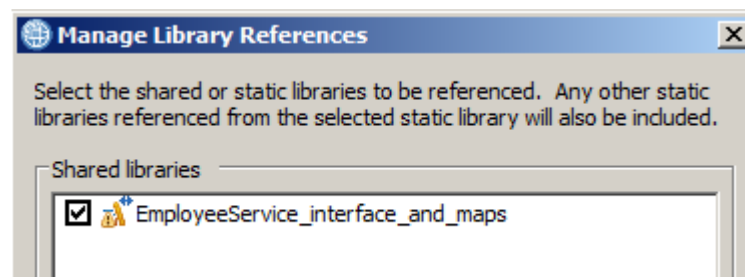 Manage Library References
Select the shared or static libraries to be referenced. Any other static
libraries referenced from the selected static library will also be included.
Shared libraries
EmployeeService_interface_and_maps